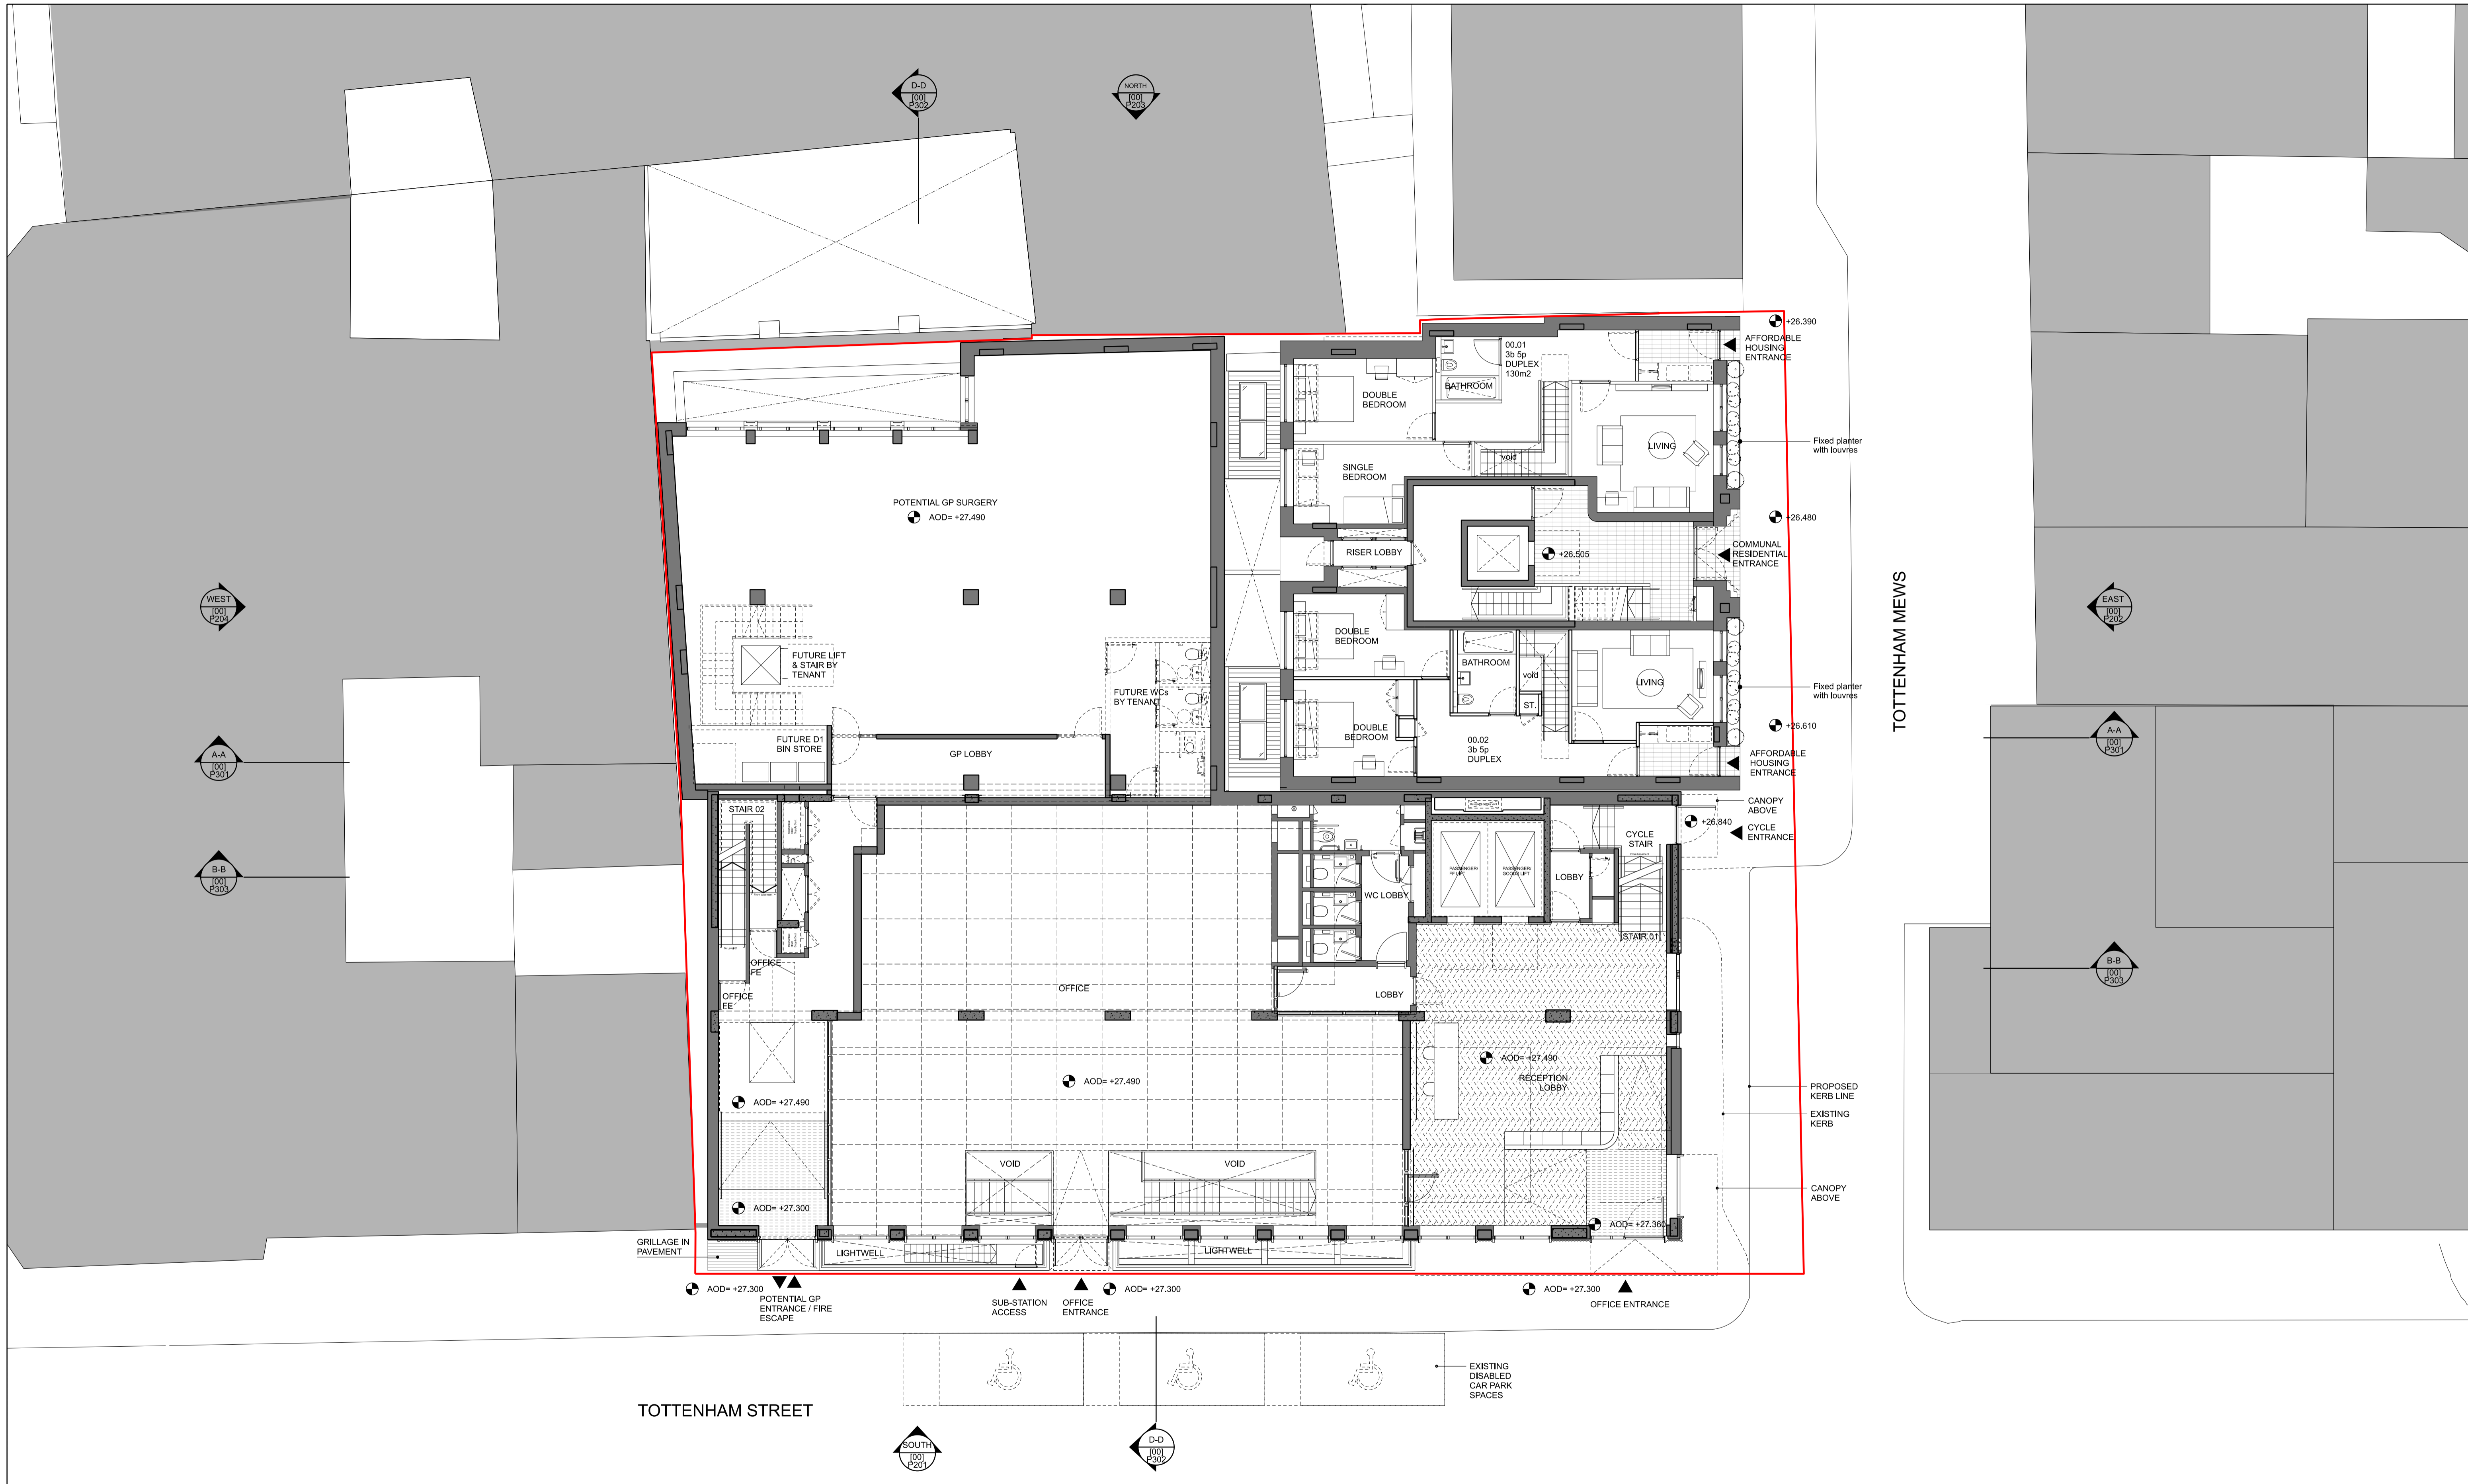 D-D
[00]
P302
NORTH
[00]
P203
+26.390
AFFORDABLE
HOUSING
ENTRANCE
00.01
3b 5p
DUPLEX
130m2
BATHROOM
DOUBLE
BEDROOM
LIVING
Fixed planter
with louvres
SINGLE
BEDROOM
void
POTENTIAL GP SURGERY
AOD= +27.490
+26.480
COMMUNAL
RESIDENTIAL
ENTRANCE
RISER LOBBY
+26.505
WEST
[00]
P204
EAST
[00]
P202
TOTTENHAM MEWS
DOUBLE
BEDROOM
BATHROOM
void
LIVING
FUTURE LIFT
& STAIR BY
TENANT
FUTURE WCs
BY TENANT
Fixed planter
with louvres
ST.
+26.610
DOUBLE
BEDROOM
00.02
3b 5p
DUPLEX
FUTURE D1
BIN STORE
GP LOBBY
A-A
[00]
P301
A-A
[00]
P301
AFFORDABLE
HOUSING
ENTRANCE
STAIR 02
CANOPY
ABOVE
+26.840
CYCLE
ENTRANCE
CYCLE
STAIR
PASSENGER/
FF LIFT
PASSENGER/
GOODS LIFT
LOBBY
WC LOBBY
B-B
[00]
P303
B-B
[00]
P303
STAIR 01
OFFICE
FE
OFFICE
FE
OFFICE
LOBBY
AOD= +27.490
RECEPTION
LOBBY
AOD= +27.490
AOD= +27.490
PROPOSED
KERB LINE
EXISTING
KERB
VOID
VOID
CANOPY
ABOVE
AOD= +27.300
AOD= +27.360
GRILLAGE IN
PAVEMENT
LIGHTWELL
LIGHTWELL
AOD= +27.300
POTENTIAL GP
ENTRANCE / FIRE
ESCAPE
SUB-STATION
ACCESS
OFFICE
ENTRANCE
AOD= +27.300
AOD= +27.300
OFFICE ENTRANCE
EXISTING
DISABLED
CAR PARK
SPACES
TOTTENHAM STREET
SOUTH
[00]
P201
D-D
[00]
P302